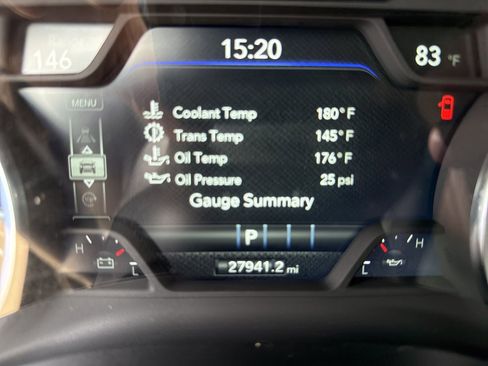 Range
146
15:20
83 °F
MENU
Coolant Temp 180°F
Trans Temp 145°F
Oil Temp 176°F
Oil Pressure 25 psi
Gauge Summary
P
H H
27941.2 mi
C C